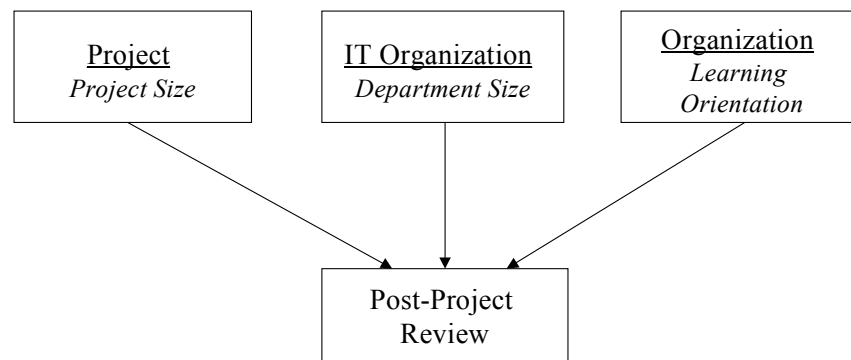 Project
Project Size
IT Organization
Department Size
Organization
Learning
Orientation
Post-Project
Review